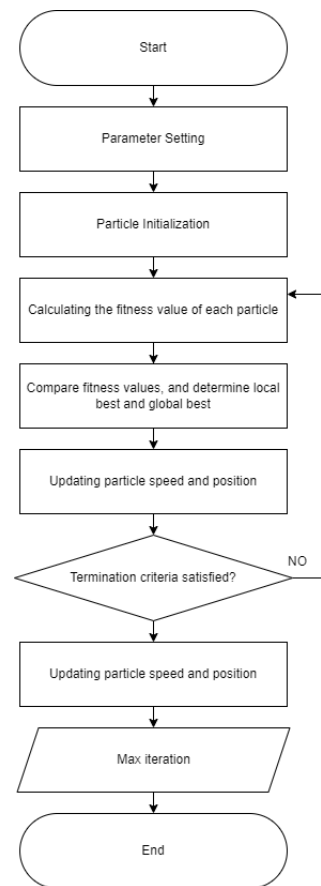 Start
Parameter Setting
Particle Initialization
Calculating the fitness value of each particle
Compare fitness values, and determine local
best and global best
Updating particle speed and position
Termination criteria satisfied?
NO
Updating particle speed and position
Max iteration
End